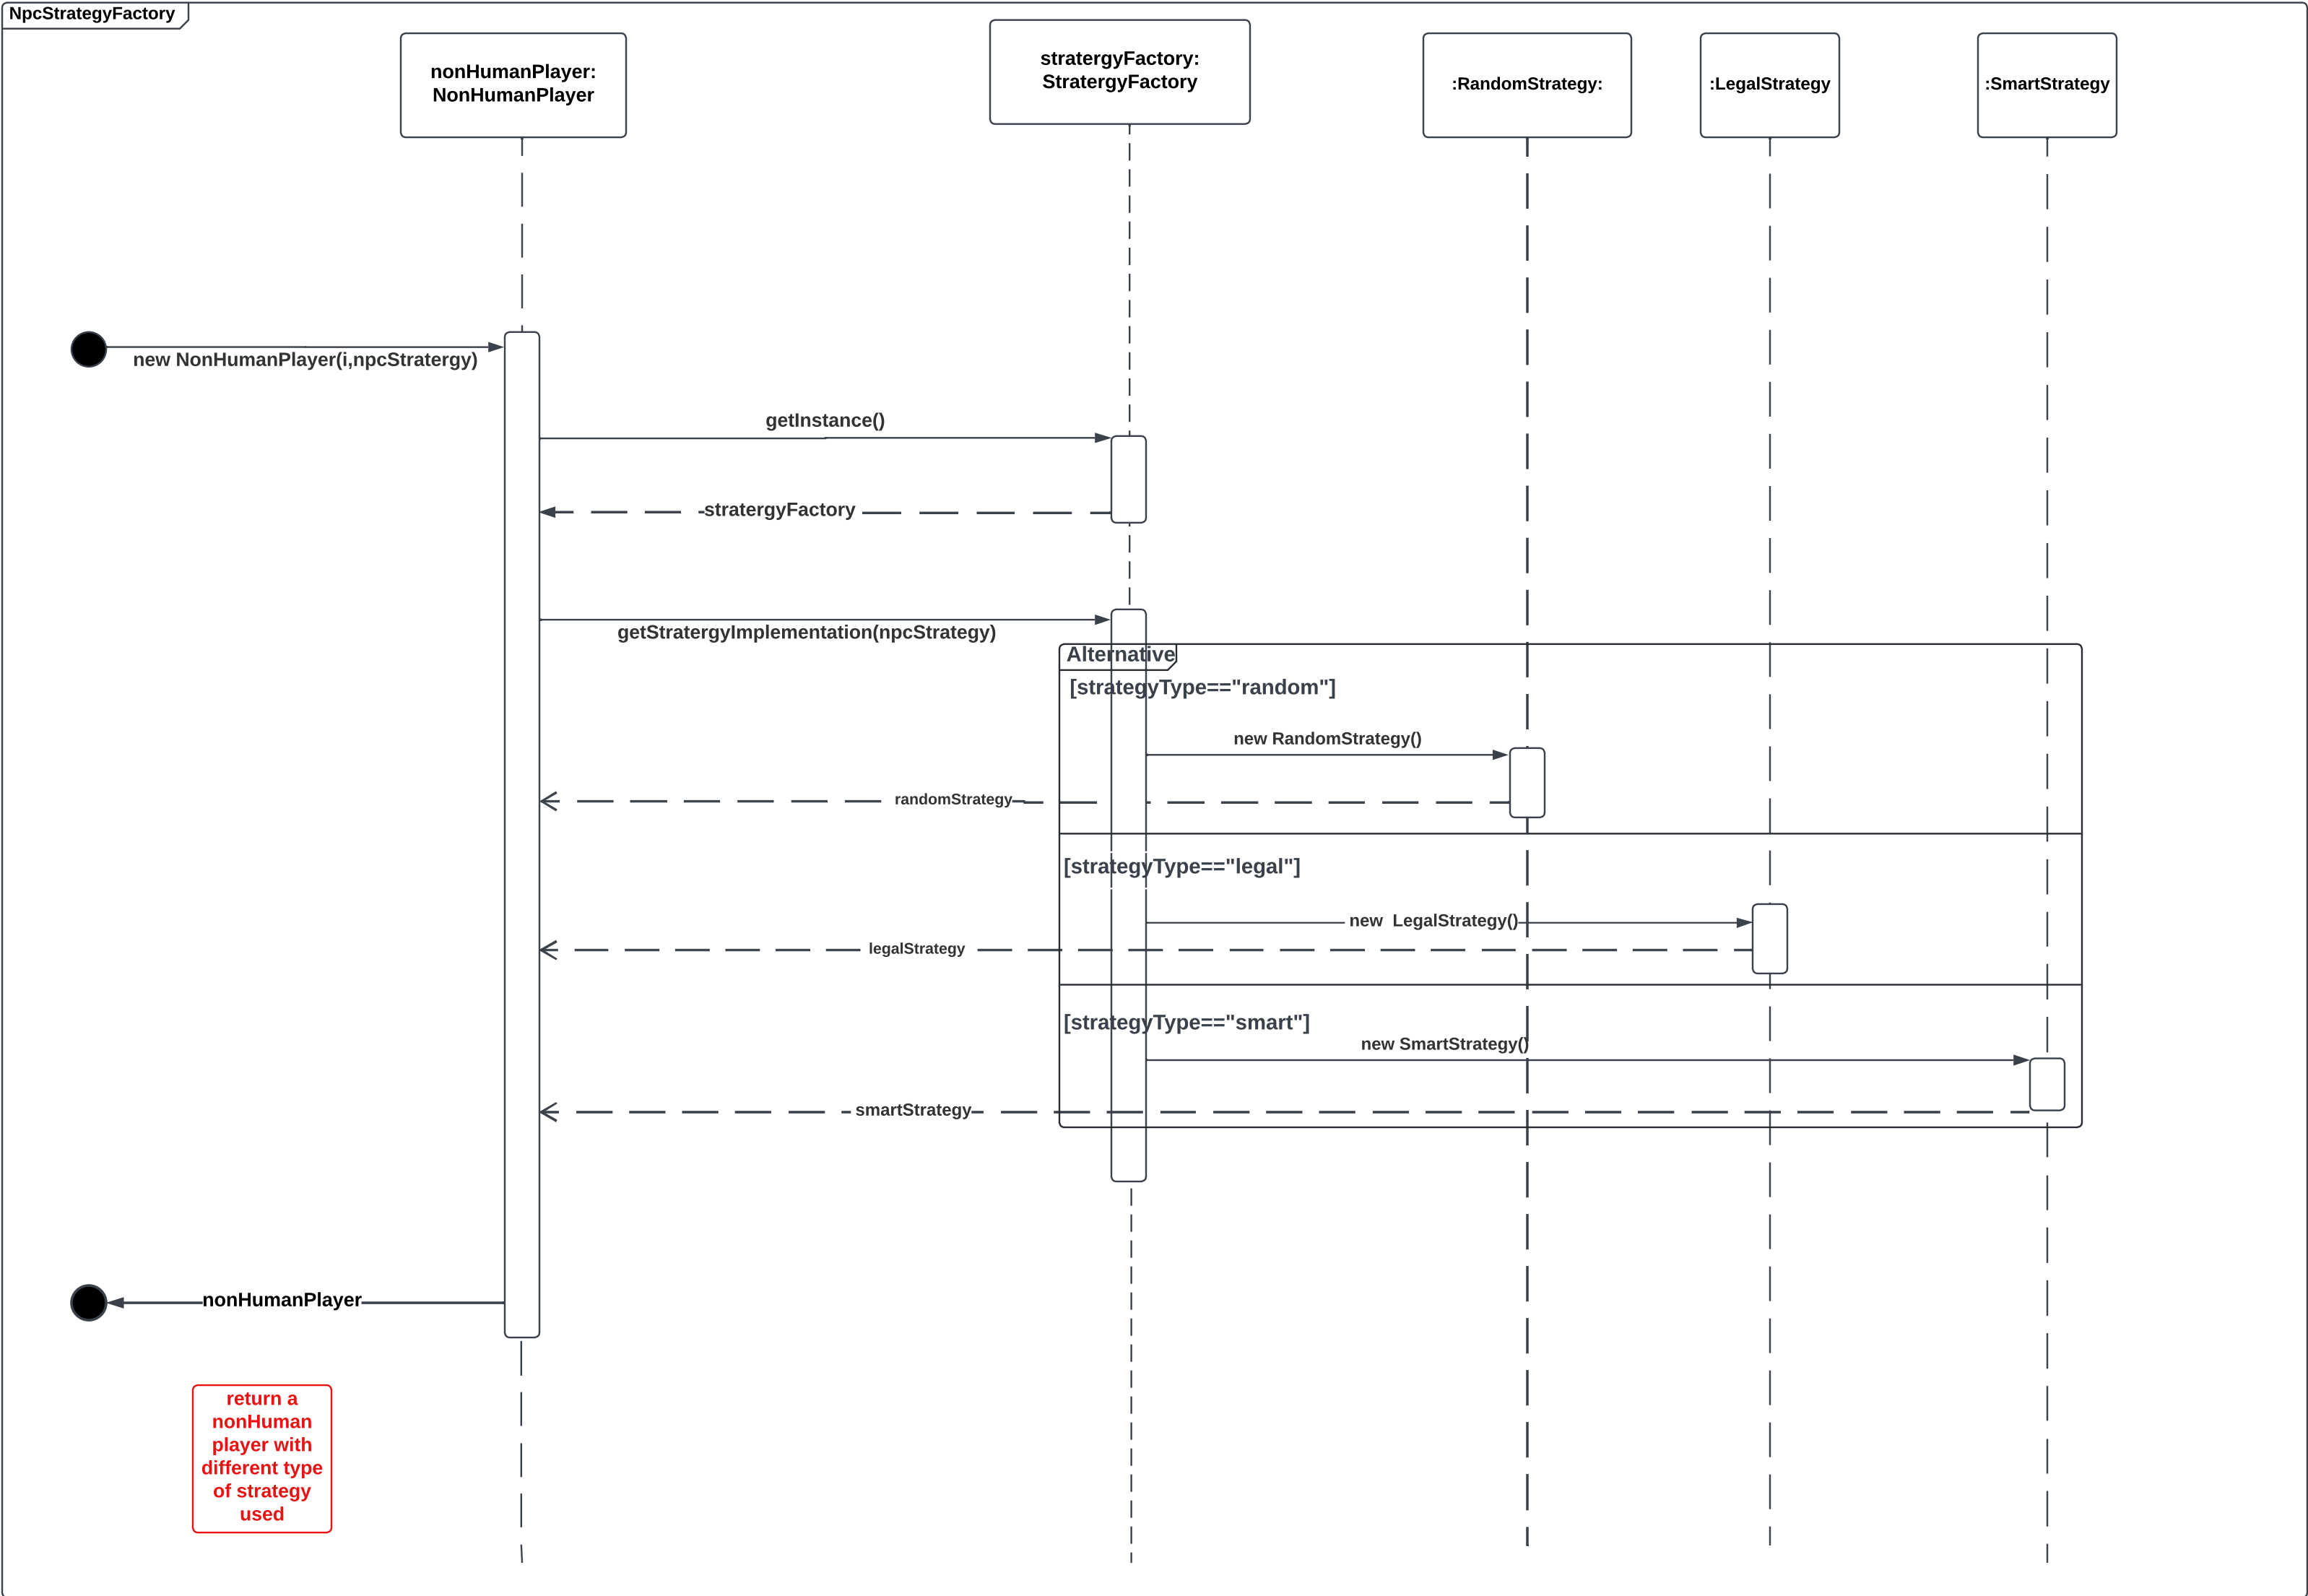 NpcStrategyFactory
nonHumanPlayer:
NonHumanPlayer
stratergyFactory:
StratergyFactory
:RandomStrategy:
:LegalStrategy
:SmartStrategy
new NonHumanPlayer(i,npcStratergy)
getInstance()
stratergyFactory
getStratergyImplementation(npcStrategy)
Alternative
[strategyType=="random"]
new RandomStrategy()
randomStrategy
[strategyType=="legal"]
new  LegalStrategy()
legalStrategy
[strategyType=="smart"]
new SmartStrategy()
smartStrategy
nonHumanPlayer
return a
nonHuman
player with
different type
of strategy
used